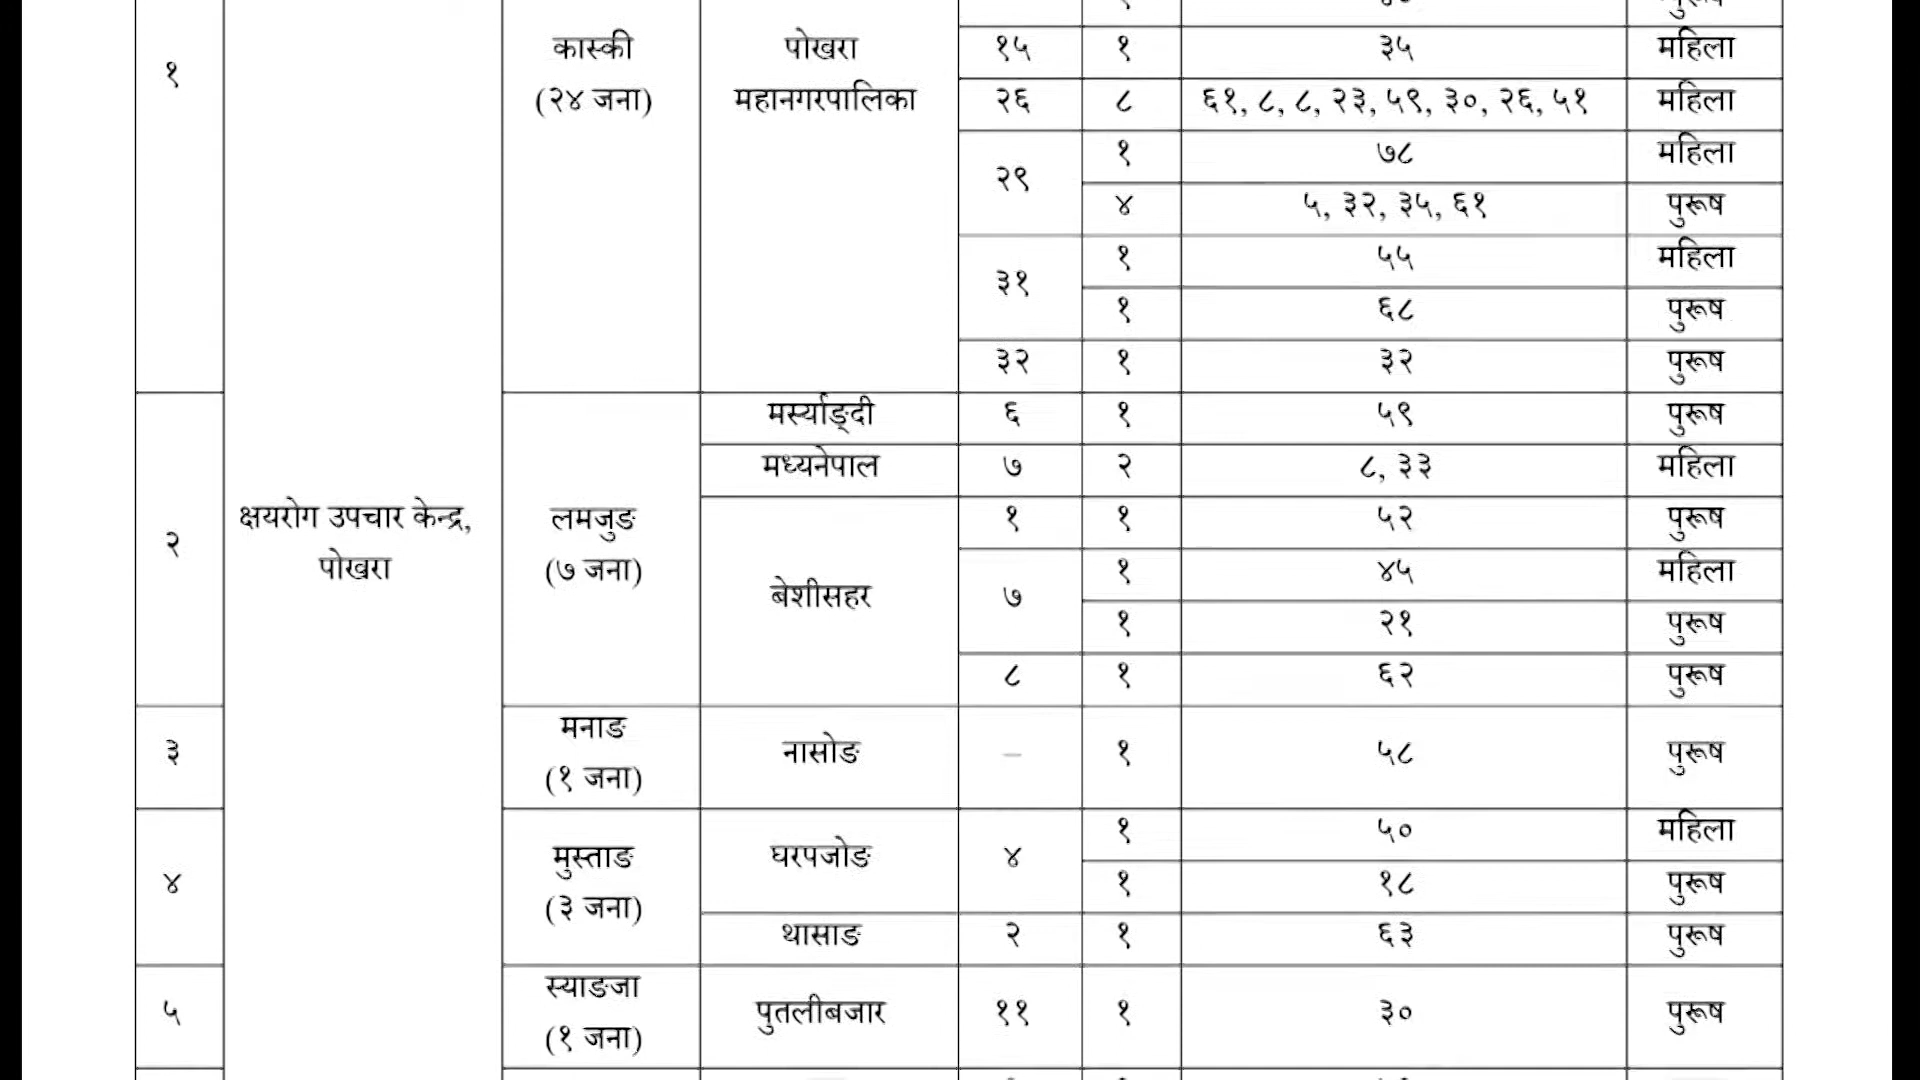 १ कास्की पोखरा १५ १ ३५ महिला
(२४ जना) महानगरपालिका २६ ८ ६१, ८, ८, २३, ५९, ३०, २६, ५१ महिला
२९ १ ७८ महिला
४ ५, ३२, ३५, ६१ पुरूष
३१ १ ५५ महिला
१ ६८ पुरूष
३२ १ ३२ पुरूष
२ क्षयरोग उपचार केन्द्र, पोखरा लमजुङ (७ जना) मर्स्याङ्दी ६ १ ५९ पुरूष
मध्यनेपाल ७ २ ८, ३३ महिला
बेशीसहर १ १ ५२ पुरूष
७ १ ४५ महिला
१ २१ पुरूष
८ १ ६२ पुरूष
३ मनाङ (१ जना) नासोङ – १ ५८ पुरूष
४ मुस्ताङ (३ जना) घरपजोङ ४ १ ५० महिला
१ १८ पुरूष
थासाङ २ १ ६३ पुरूष
५ स्याङजा (१ जना) पुतलीबजार ११ १ ३० पुरूष